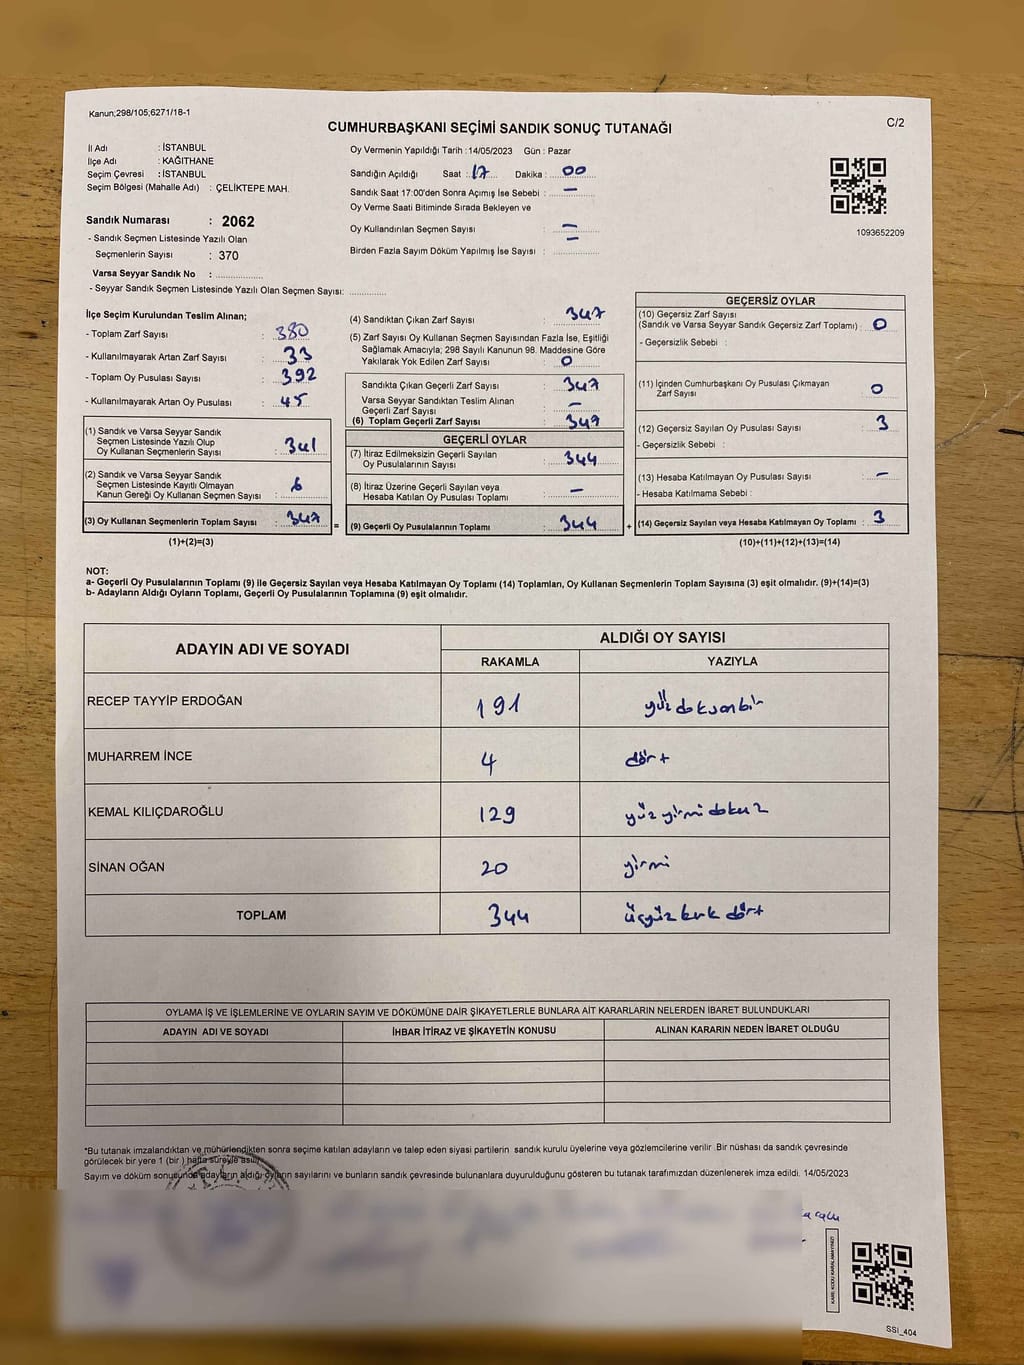 Kanun;298/105;6271/18-1
CUMHURBAŞKANI SEÇİMİ SANDIK SONUÇ TUTANAĞI
C/2
İl Adı : İSTANBUL
İlçe Adı : KAĞITHANE
Seçim Çevresi : İSTANBUL
Seçim Bölgesi (Mahalle Adı) : ÇELİKTEPE MAH.
Sandık Numarası : 2062
- Sandık Seçmen Listesinde Yazılı Olan
Seçmenlerin Sayısı : 370
Varsa Seyyar Sandık No :
- Seyyar Sandık Seçmen Listesinde Yazılı Olan Seçmen Sayısı:
Oy Vermenin Yapıldığı Tarih :14/05/2023 Gün : Pazar
Sandığın Açıldığı Saat : 17 Dakika : 00
Sandık Saat 17:00'den Sonra Açımış İse Sebebi : —
Oy Verme Saati Bitiminde Sırada Bekleyen ve
Oy Kullandırılan Seçmen Sayısı —
Birden Fazla Sayım Döküm Yapılmış İse Sayısı : —
1093652209
İlçe Seçim Kurulundan Teslim Alınan;
- Toplam Zarf Sayısı : 380
- Kullanılmayarak Artan Zarf Sayısı : 33
- Toplam Oy Pusulası Sayısı : 392
- Kullanılmayarak Artan Oy Pusulası : 45
(1) Sandık ve Varsa Seyyar Sandık
Seçmen Listesinde Yazılı Olup
Oy Kullanan Seçmenlerin Sayısı : 341
(2) Sandık ve Varsa Seyyar Sandık
Seçmen Listesinde Kayıtlı Olmayan
Kanun Gereği Oy Kullanan Seçmen Sayısı : 6
(3) Oy Kullanan Seçmenlerin Toplam Sayısı : 347 =
(1)+(2)=(3)
(4) Sandıktan Çıkan Zarf Sayısı : 347
(5) Zarf Sayısı Oy Kullanan Seçmen Sayısından Fazla İse, Eşitliği
Sağlamak Amacıyla; 298 Sayılı Kanunun 98. Maddesine Göre
Yakılarak Yok Edilen Zarf Sayısı : 0
Sandıkta Çıkan Geçerli Zarf Sayısı : 347
Varsa Seyyar Sandıktan Teslim Alınan
Geçerli Zarf Sayısı : —
(6) Toplam Geçerli Zarf Sayısı : 347
GEÇERLİ OYLAR
(7) İtiraz Edilmeksizin Geçerli Sayılan
Oy Pusulalarının Sayısı : 344
(8) İtiraz Üzerine Geçerli Sayılan veya
Hesaba Katılan Oy Pusulası Toplamı : —
(9) Geçerli Oy Pusulalarının Toplamı : 344 +
GEÇERSİZ OYLAR
(10) Geçersiz Zarf Sayısı
(Sandık ve Varsa Seyyar Sandık Geçersiz Zarf Toplamı) : 0
- Geçersizlik Sebebi :
(11) İçinden Cumhurbaşkanı Oy Pusulası Çıkmayan
Zarf Sayısı : 0
(12) Geçersiz Sayılan Oy Pusulası Sayısı : 3
- Geçersizlik Sebebi :
(13) Hesaba Katılmayan Oy Pusulası Sayısı : —
- Hesaba Katılmama Sebebi :
(14) Geçersiz Sayılan veya Hesaba Katılmayan Oy Toplamı : 3
(10)+(11)+(12)+(13)=(14)
NOT:
a- Geçerli Oy Pusulalarının Toplamı (9) ile Geçersiz Sayılan veya Hesaba Katılmayan Oy Toplamı (14) Toplamları, Oy Kullanan Seçmenlerin Toplam Sayısına (3) eşit olmalıdır. (9)+(14)=(3)
b- Adayların Aldığı Oyların Toplamı, Geçerli Oy Pusulalarının Toplamına (9) eşit olmalıdır.
ADAYIN ADI VE SOYADI
ALDIĞI OY SAYISI
RAKAMLA YAZIYLA
RECEP TAYYİP ERDOĞAN 191 yüzdoksanbir
MUHARREM İNCE 4 dört
KEMAL KILIÇDAROĞLU 129 yüz yirmi dokuz
SİNAN OĞAN 20 yirmi
TOPLAM 344 üçyüz kırk dört
OYLAMA İŞ VE İŞLEMLERİNE VE OYLARIN SAYIM VE DÖKÜMÜNE DAİR ŞİKAYETLERLE BUNLARA AİT KARARLARIN NELERDEN İBARET BULUNDUKLARI
ADAYIN ADI VE SOYADI İHBAR İTİRAZ VE ŞİKAYETİN KONUSU ALINAN KARARIN NEDEN İBARET OLDUĞU
*Bu tutanak imzalandıktan ve mühürlendikten sonra seçime katılan adayların ve talep eden siyasi partilerin sandık kurulu üyelerine veya gözlemcilerine verilir. Bir nüshası da sandık çevresinde
görülecek bir yere 1 (bir ) hafta süreyle asılır.
Sayım ve döküm sonucunda adayların aldığı oyların sayılarını ve bunların sandık çevresinde bulunanlara duyurulduğunu gösteren bu tutanak tarafımızdan düzenlenerek imza edildi. 14/05/2023
KARE KODU KARALAMAYINIZ!
SSI_404